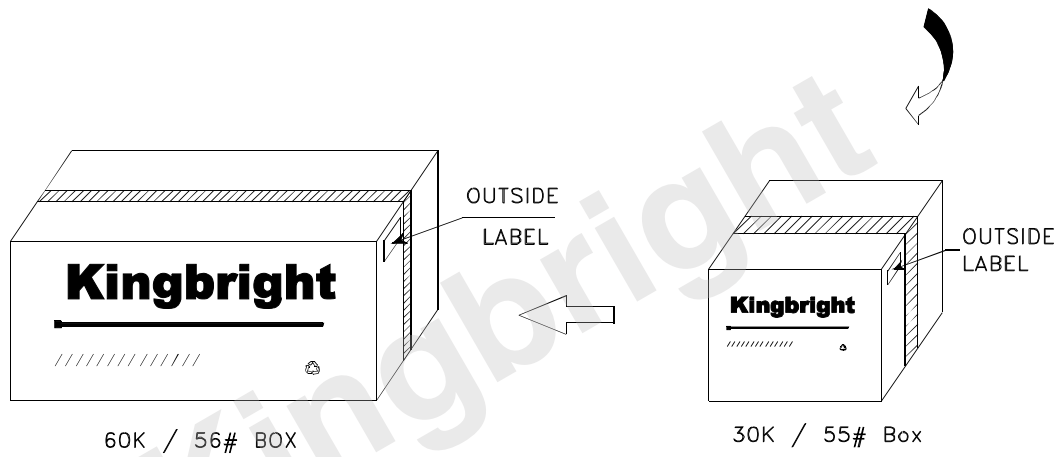 OUTSIDE
LABEL
Kingbright
60K / 56# BOX
OUTSIDE
LABEL
Kingbright
30K / 55# Box
Kingbright